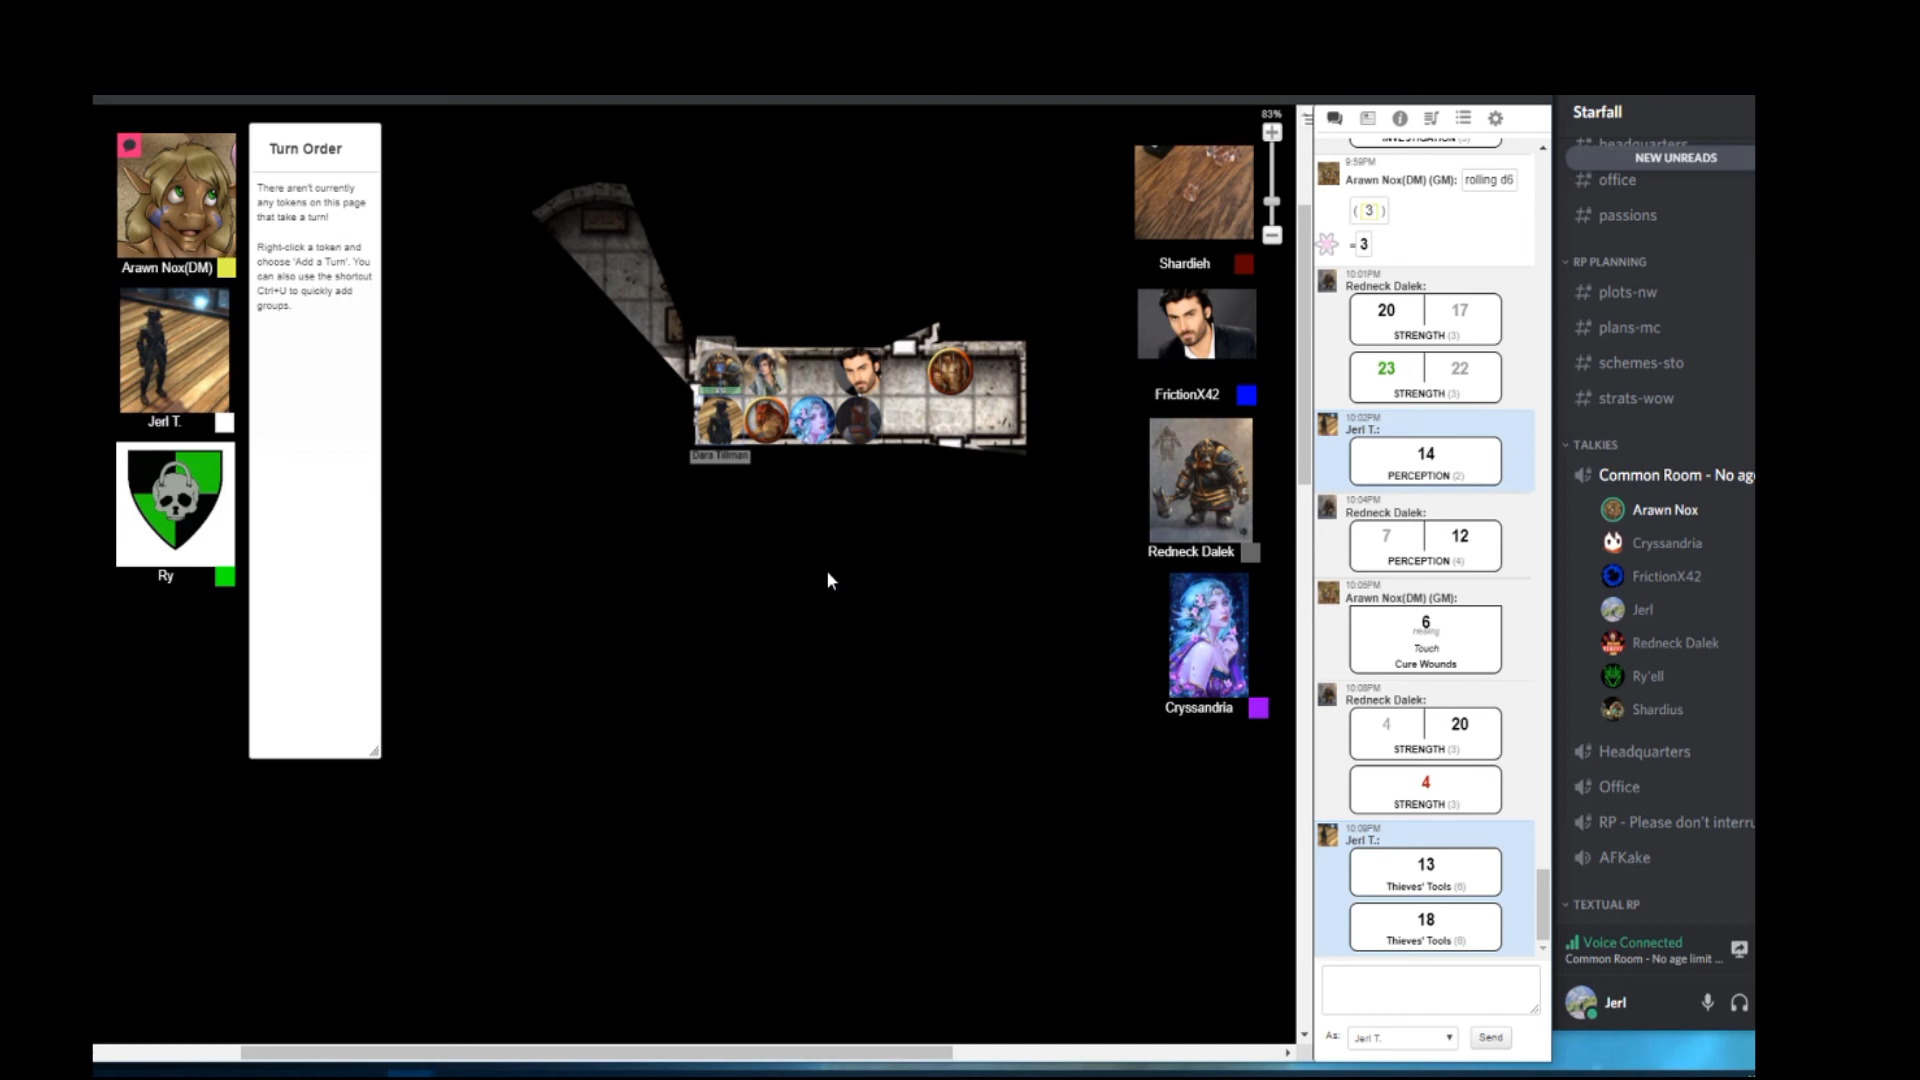 Arawn Nox(DM)
Jerl T.
Ry
Turn Order
There aren't currently
any tokens on this page
that take a turn!
Right-click a token and
choose 'Add a Turn'. You
can also use the shortcut
Ctrl+U to quickly add
groups.
Dara Tillman
83%
Shardieh
FrictionX42
Redneck Dalek
Cryssandria
INVESTIGATION (5)
9:59PM
Arawn Nox(DM) (GM): rolling d6
( 3 )
= 3
10:01PM
Redneck Dalek:
20 17
STRENGTH (3)
23 22
STRENGTH (3)
10:02PM
Jerl T.:
14
PERCEPTION (2)
10:04PM
Redneck Dalek:
7 12
PERCEPTION (4)
10:05PM
Arawn Nox(DM) (GM):
6
Healing
Touch
Cure Wounds
10:08PM
Redneck Dalek:
4 20
STRENGTH (3)
4
STRENGTH (3)
10:09PM
Jerl T.:
13
Thieves' Tools (6)
18
Thieves' Tools (6)
As: Jerl T. Send
Starfall
headquarters
NEW UNREADS
office
passions
RP PLANNING
plots-nw
plans-mc
schemes-sto
strats-wow
TALKIES
Common Room - No ag
Arawn Nox
Cryssandria
FrictionX42
Jerl
Redneck Dalek
Ry'ell
Shardius
Headquarters
Office
RP - Please don't interru
AFKake
TEXTUAL RP
Voice Connected
Common Room - No age limit ...
Jerl